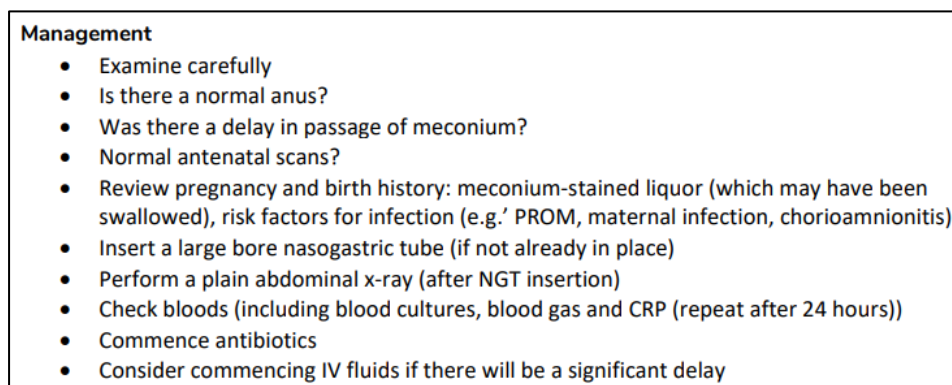 Management
• Examine carefully
• Is there a normal anus?
• Was there a delay in passage of meconium?
• Normal antenatal scans?
• Review pregnancy and birth history: meconium-stained liquor (which may have been
swallowed), risk factors for infection (e.g.’ PROM, maternal infection, chorioamnionitis)
• Insert a large bore nasogastric tube (if not already in place)
• Perform a plain abdominal x-ray (after NGT insertion)
• Check bloods (including blood cultures, blood gas and CRP (repeat after 24 hours))
• Commence antibiotics
• Consider commencing IV fluids if there will be a significant delay